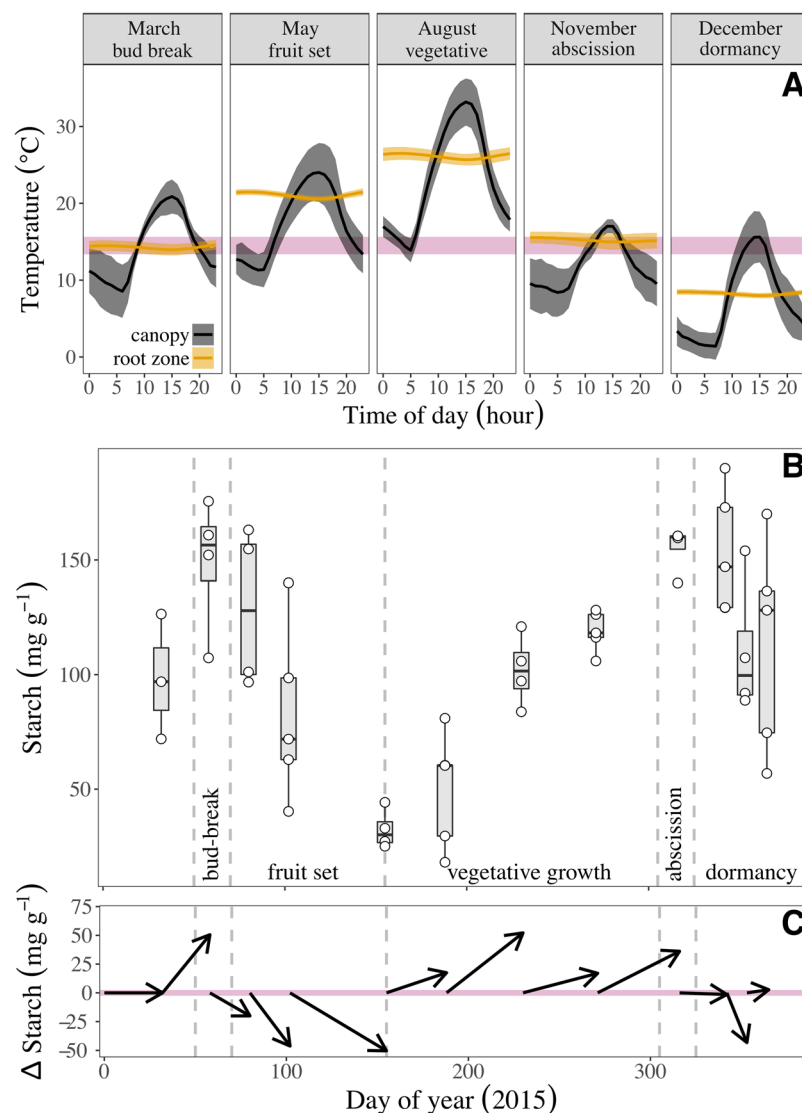 March
bud break
May
fruit set
August
vegetative
November
abscission
December
dormancy
A
Temperature (°C)
30
20
10
0
canopy
root zone
0 5 10 15 20
0 5 10 15 20
0 5 10 15 20
0 5 10 15 20
0 5 10 15 20
Time of day (hour)
B
Starch (mg g⁻¹)
150
100
50
bud-break
fruit set
vegetative growth
abscission
dormancy
C
Δ Starch (mg g⁻¹)
75
50
25
0
−25
−50
0 100 200 300
Day of year (2015)